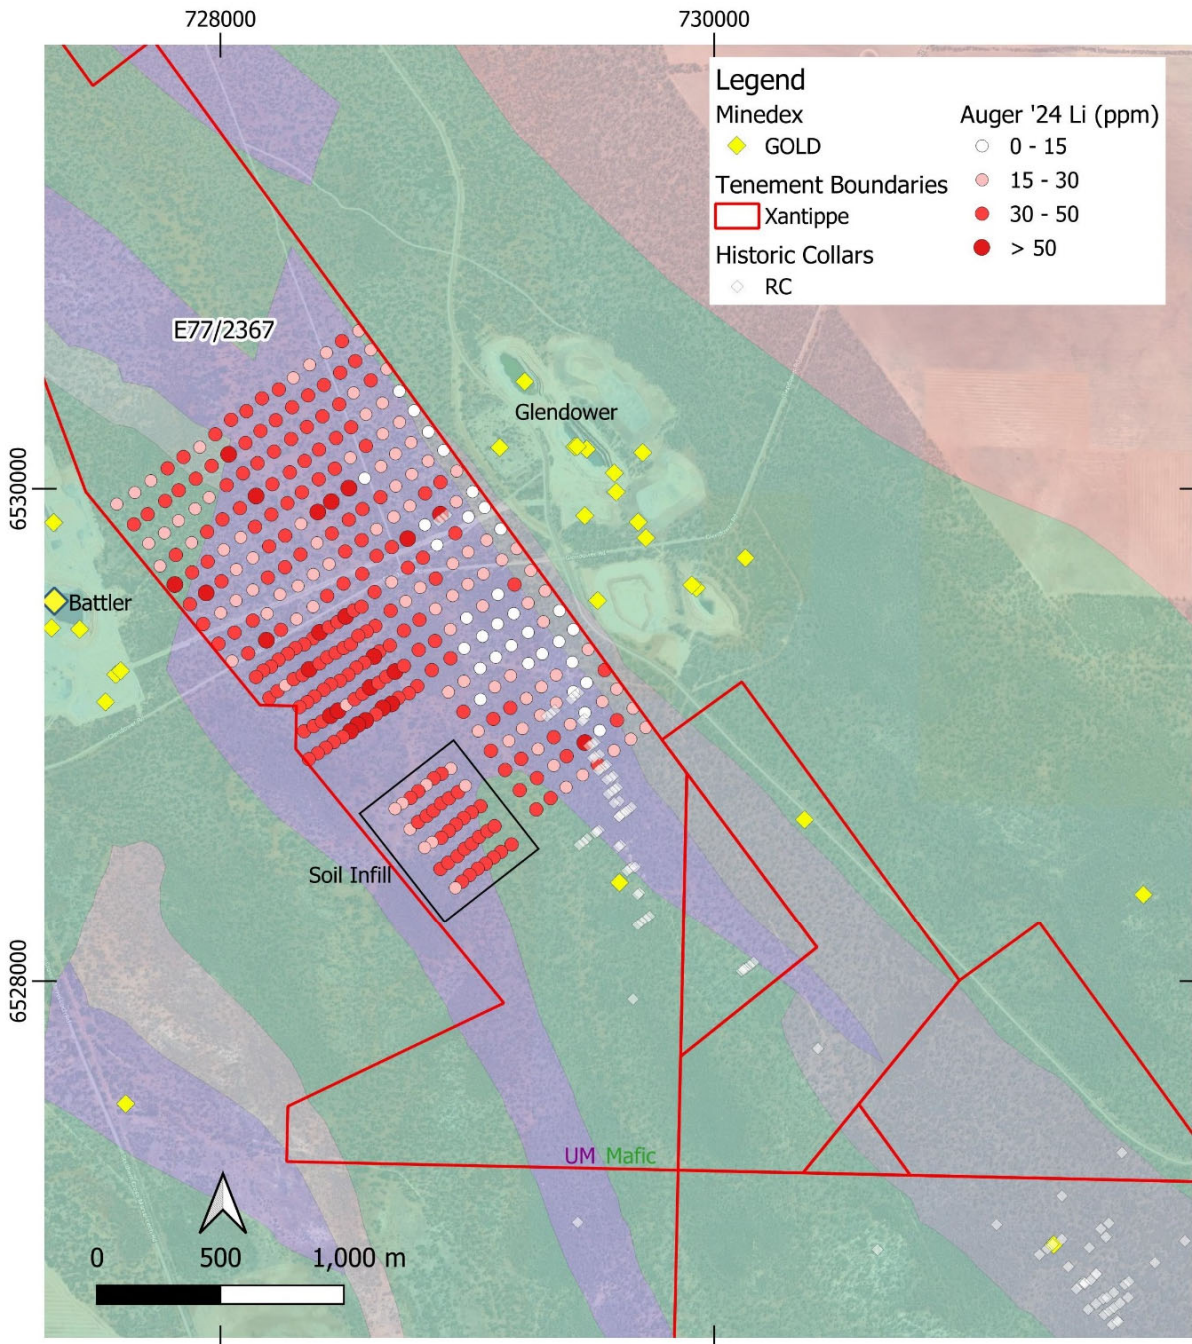 728000
730000
Legend
Minedex
GOLD
Tenement Boundaries
Xantippe
Historic Collars
RC
Auger '24 Li (ppm)
0 - 15
15 - 30
30 - 50
> 50
E77/2367
Glendower
6530000
Battler
Soil Infill
6528000
UM Mafic
0 500 1,000 m